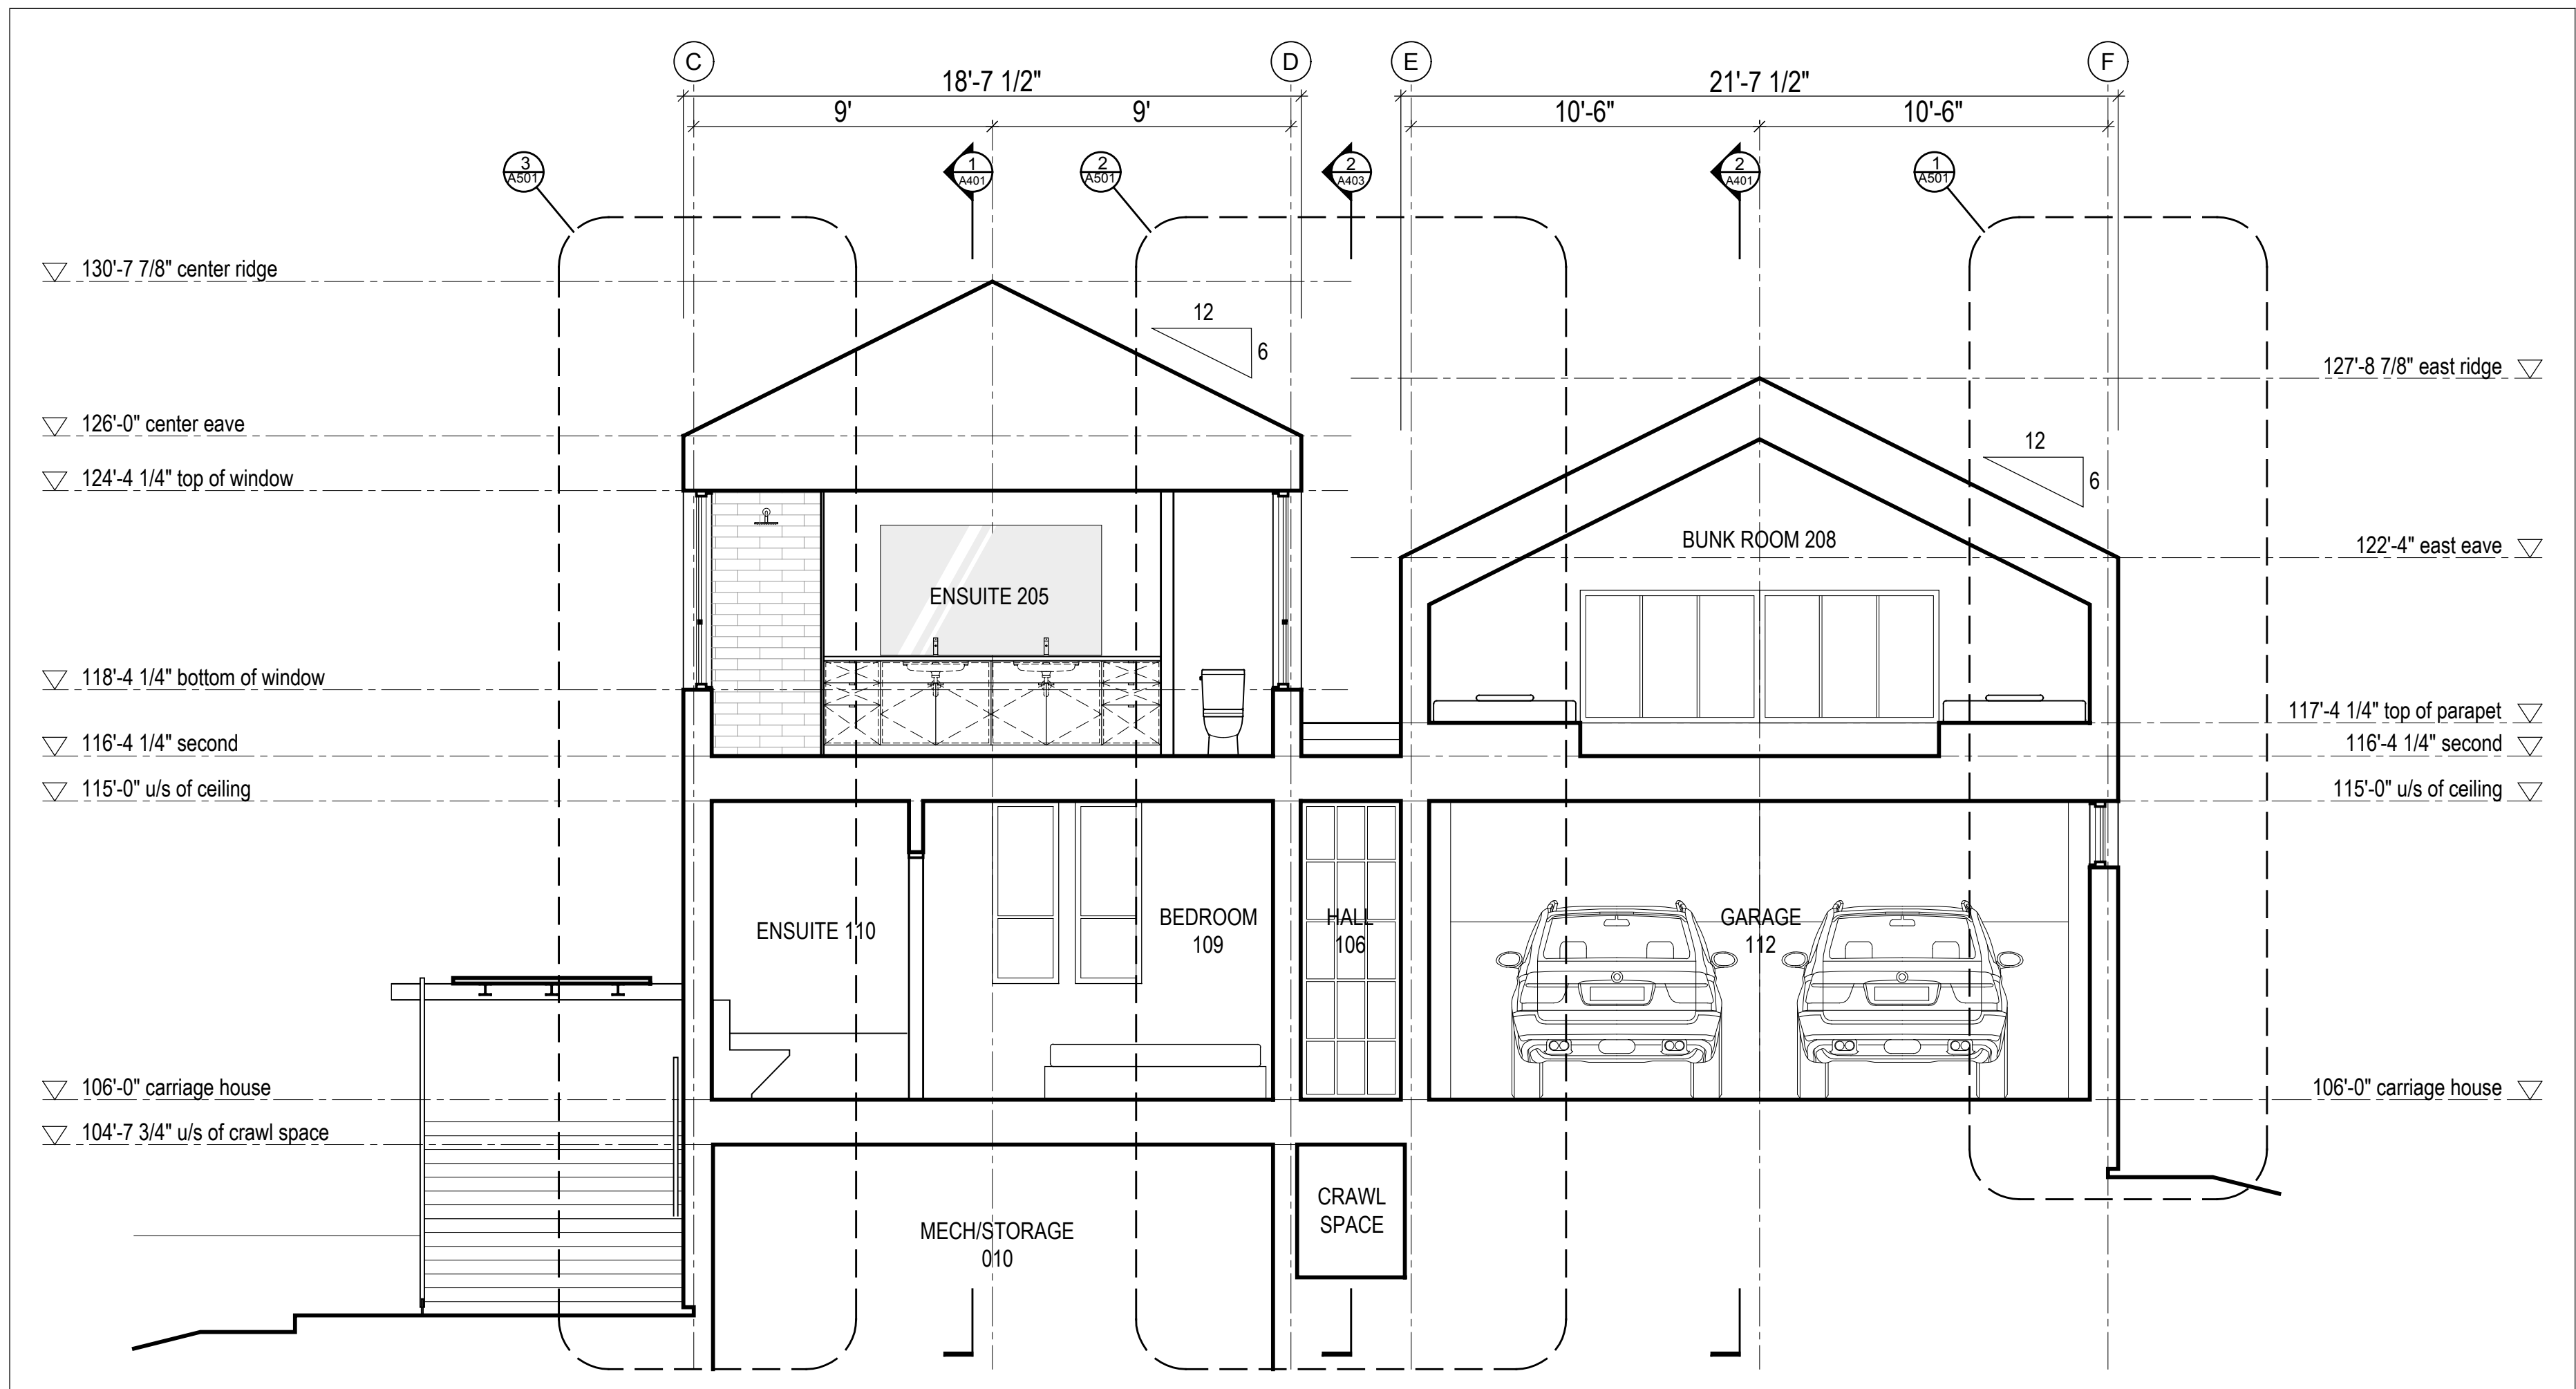 C
D
E
F
18'-7 1/2"
21'-7 1/2"
9'
9'
10'-6"
10'-6"
3
A501
1
A401
2
A501
2
A403
2
A401
1
A501
130'-7 7/8" center ridge
12
6
127'-8 7/8" east ridge
126'-0" center eave
12
6
124'-4 1/4" top of window
BUNK ROOM 208
122'-4" east eave
ENSUITE 205
118'-4 1/4" bottom of window
117'-4 1/4" top of parapet
116'-4 1/4" second
116'-4 1/4" second
115'-0" u/s of ceiling
115'-0" u/s of ceiling
ENSUITE 110
BEDROOM
109
HALL
106
GARAGE
112
106'-0" carriage house
106'-0" carriage house
104'-7 3/4" u/s of crawl space
MECH/STORAGE
010
CRAWL
SPACE